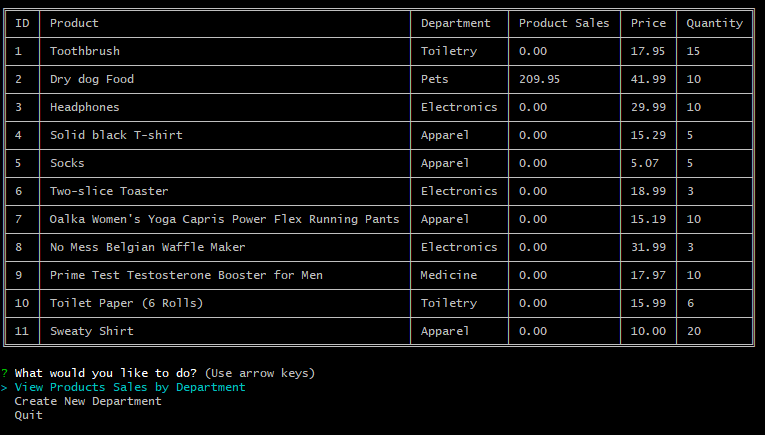 ID Product Department Product Sales Price Quantity
1 Toothbrush Toiletry 0.00 17.95 15
2 Dry dog Food Pets 209.95 41.99 10
3 Headphones Electronics 0.00 29.99 10
4 Solid black T-shirt Apparel 0.00 15.29 5
5 Socks Apparel 0.00 5.07 5
6 Two-slice Toaster Electronics 0.00 18.99 3
7 Oalka Women's Yoga Capris Power Flex Running Pants Apparel 0.00 15.19 10
8 No Mess Belgian Waffle Maker Electronics 0.00 31.99 3
9 Prime Test Testosterone Booster for Men Medicine 0.00 17.97 10
10 Toilet Paper (6 Rolls) Toiletry 0.00 15.99 6
11 Sweaty Shirt Apparel 0.00 10.00 20
? What would you like to do? (Use arrow keys)
> View Products Sales by Department
Create New Department
Quit